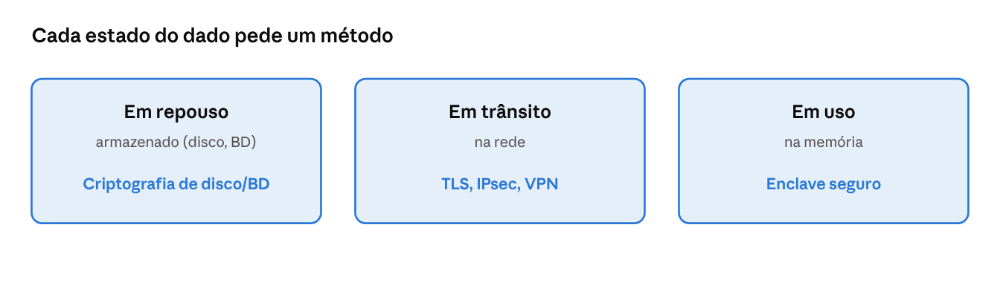 Cada estado do dado pede um método
Em repouso
armazenado (disco, BD)
Criptografia de disco/BD
Em trânsito
na rede
TLS, IPsec, VPN
Em uso
na memória
Enclave seguro